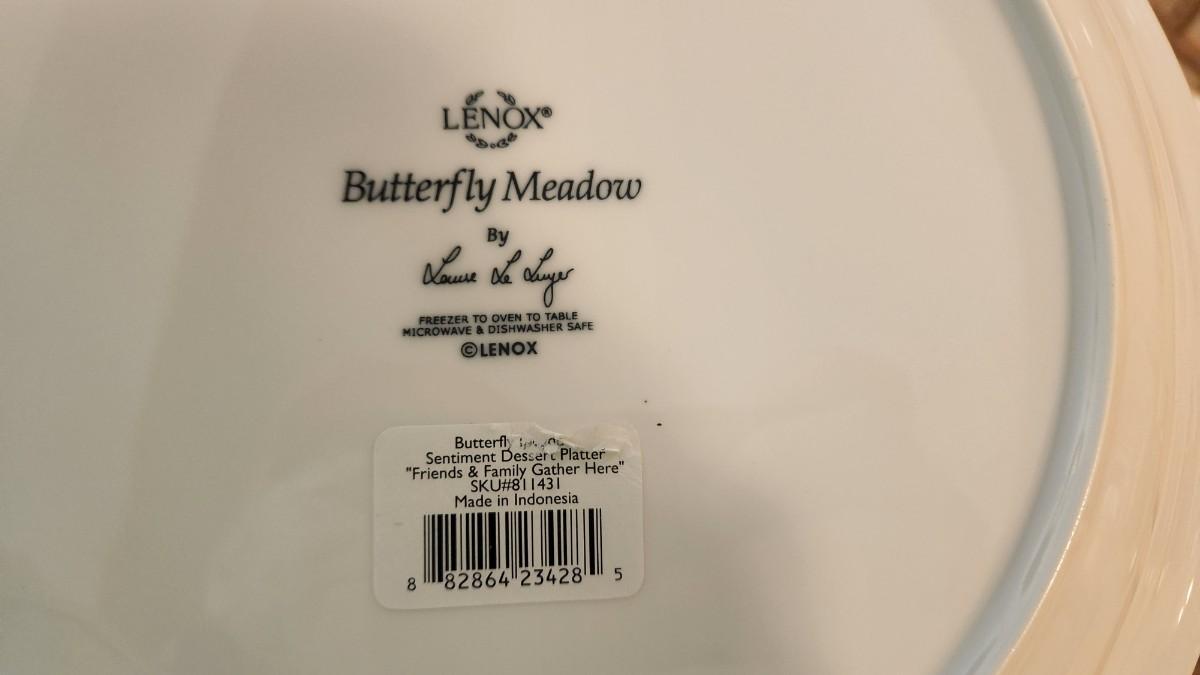 LENOX®
Butterfly Meadow
By
Louise Le Luyer
FREEZER TO OVEN TO TABLE
MICROWAVE & DISHWASHER SAFE
©LENOX
Butterfly
Sentiment Dessert Platter
"Friends & Family Gather Here"
SKU#811431
Made in Indonesia
8 82864 23428 5